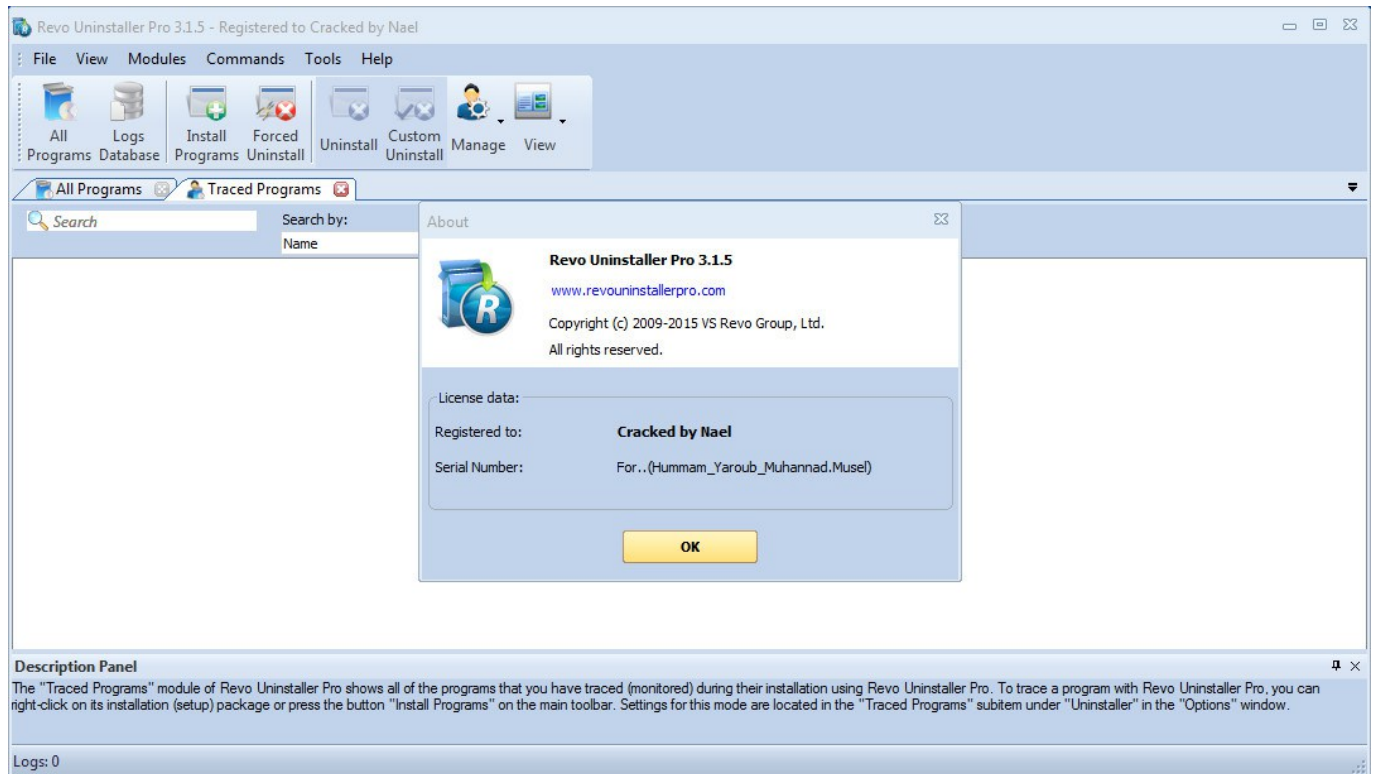 Revo Uninstaller Pro 3.1.5 - Registered to Cracked by Nael
File View Modules Commands Tools Help
All Programs
Logs Database
Install Programs
Forced Uninstall
Uninstall
Custom Uninstall
Manage
View
All Programs
Traced Programs
Search
Search by:
Name
About
Revo Uninstaller Pro 3.1.5
www.revouninstallerpro.com
Copyright (c) 2009-2015 VS Revo Group, Ltd.
All rights reserved.
License data:
Registered to: Cracked by Nael
Serial Number: For..(Hummam_Yaroub_Muhannad.Musel)
OK
Description Panel
The "Traced Programs" module of Revo Uninstaller Pro shows all of the programs that you have traced (monitored) during their installation using Revo Uninstaller Pro. To trace a program with Revo Uninstaller Pro, you can
right-click on its installation (setup) package or press the button "Install Programs" on the main toolbar. Settings for this mode are located in the "Traced Programs" subitem under "Uninstaller" in the "Options" window.
Logs: 0